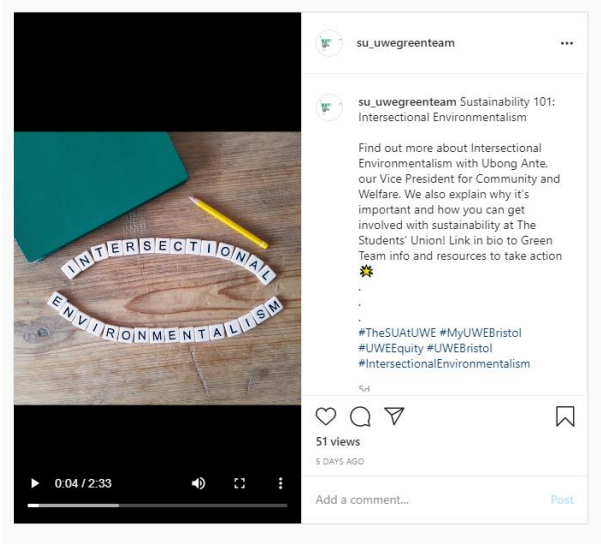 su_uwegreenteam
INTERSECTIONAL
ENVIRONMENTALISM
su_uwegreenteam Sustainability 101:
Intersectional Environmentalism
Find out more about Intersectional
Environmentalism with Ubong Ante,
our Vice President for Community and
Welfare. We also explain why it's
important and how you can get
involved with sustainability at The
Students' Union! Link in bio to Green
Team info and resources to take action
.
.
.
#TheSUAtUWE #MyUWEBristol
#UWEEquity #UWEBristol
#IntersectionalEnvironmentalism
5d
51 views
5 DAYS AGO
0:04 / 2:33
Add a comment...
Post